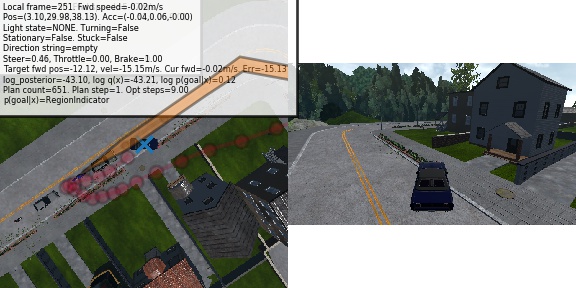 Local frame=251. Fwd speed=-0.02m/s
Pos=(3.10,29.98,38.13). Acc=(-0.04,0.06,-0.00)
Light state=NONE. Turning=False
Stationary=False. Stuck=False
Direction string=empty
Steer=0.46, Throttle=0.00, Brake=1.00
Target fwd pos=-12.12, vel=-15.15m/s. Cur fwd=-0.02m/s. Err=-15.13
log_posterior=-43.10, log q(x)=-43.21, log p(goal|x)=0.12
Plan count=651. Plan step=1. Opt steps=9.00
p(goal|x)=RegionIndicator